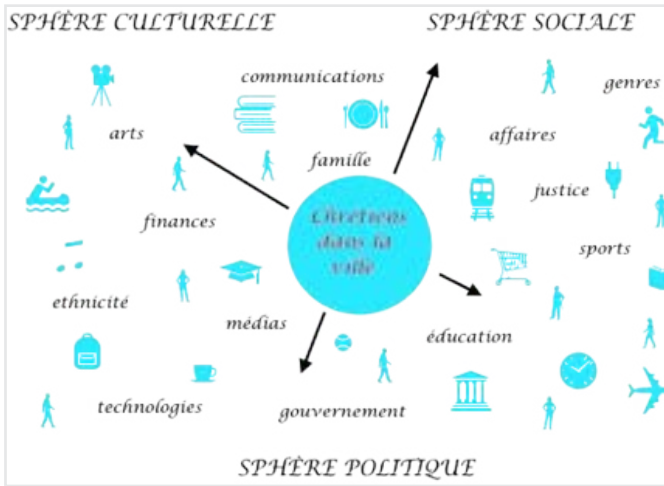 SPHÈRE CULTURELLE
SPHÈRE SOCIALE
communications
genres
arts
affaires
famille
justice
Chrétiens
dans la
ville
finances
sports
ethnicité
médias
éducation
technologies
gouvernement
SPHÈRE POLITIQUE